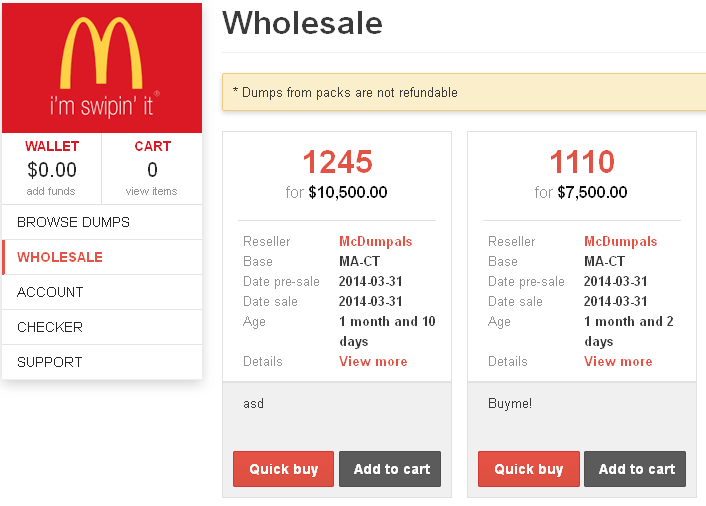 Wholesale
i'm swipin' it®
* Dumps from packs are not refundable
WALLET CART
$0.00 0
add funds view items
BROWSE DUMPS
WHOLESALE
ACCOUNT
CHECKER
SUPPORT
1245
for $10,500.00
Reseller McDumpals
Base MA-CT
Date pre-sale 2014-03-31
Date sale 2014-03-31
Age 1 month and 10
days
Details View more
asd
Quick buy Add to cart
1110
for $7,500.00
Reseller McDumpals
Base MA-CT
Date pre-sale 2014-03-31
Date sale 2014-03-31
Age 1 month and 2
days
Details View more
Buyme!
Quick buy Add to cart